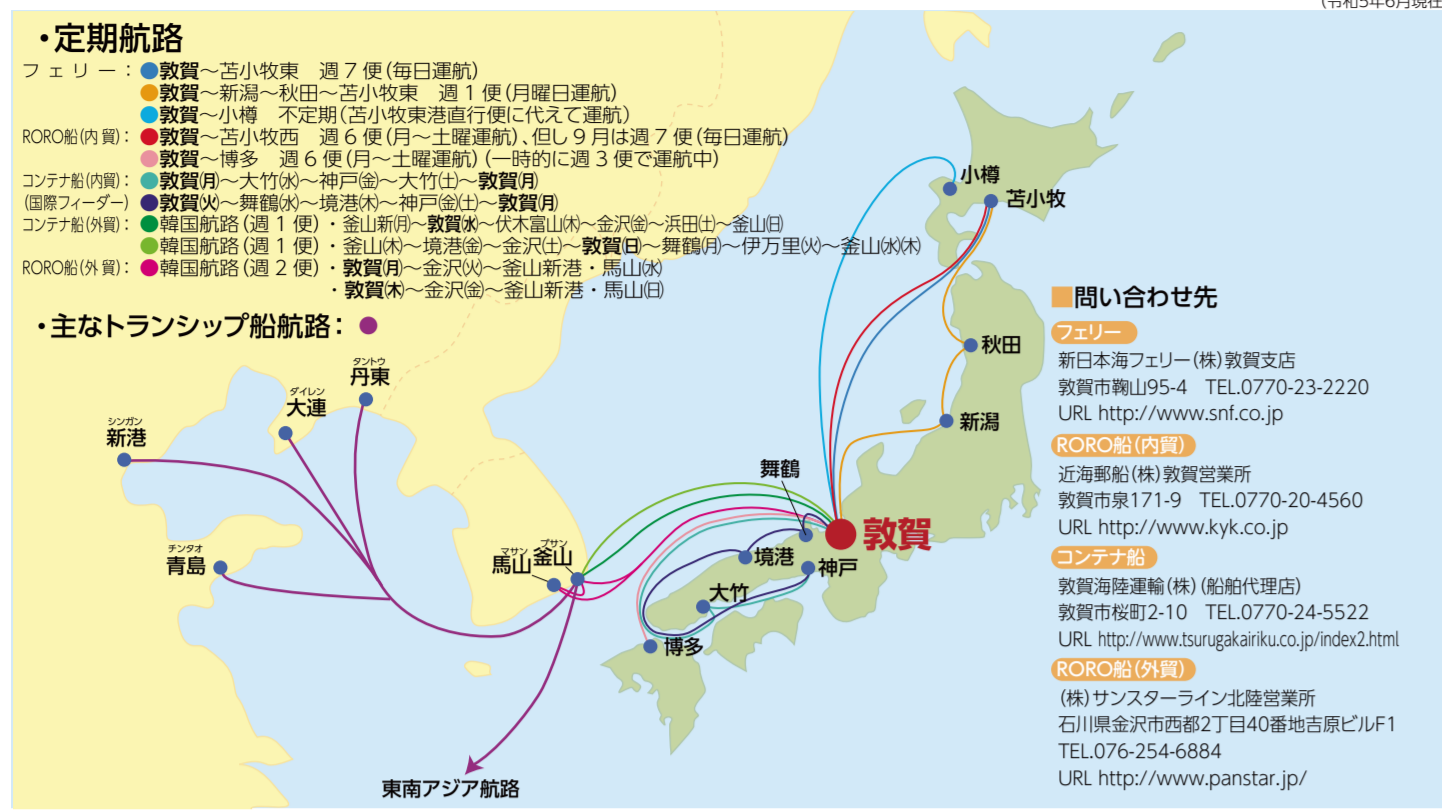 (令和5年6月現在
・定期航路
フェリー：●敦賀～苫小牧東　週7便(毎日運航)
●敦賀～新潟～秋田～苫小牧東　週1便(月曜日運航)
●敦賀～小樽　不定期(苫小牧東港直行便に代えて運航)
RORO船(内貿)：●敦賀～苫小牧西　週6便(月～土曜運航)、但し9月は週7便(毎日運航)
●敦賀～博多　週6便(月～土曜運航)(一時的に週3便で運航中)
コンテナ船(内貿)：●敦賀㈪～大竹㈬～神戸㈮～大竹㈯～敦賀㈪
(国際フィーダー)●敦賀㈫～舞鶴㈬～境港㈭～神戸㈮㈯～敦賀㈪
コンテナ船(外貿)：●韓国航路(週1便)・釜山新㈪～敦賀㈬～伏木富山㈭～金沢㈮～浜田㈯～釜山㈰
●韓国航路(週1便)・釜山㈭～境港㈮～金沢㈯～敦賀㈰～舞鶴㈪～伊万里㈫～釜山㈬㈭
RORO船(外貿)：●韓国航路(週2便)・敦賀㈪～金沢㈫～釜山新港・馬山㈬
・敦賀㈭～金沢㈮～釜山新港・馬山㈰
・主なトランシップ船航路：●
タントウ
丹東
ダイレン
大連
シンガン
新港
チンタオ
青島
マサン
馬山
プサン
釜山
小樽
苫小牧
秋田
新潟
舞鶴
敦賀
境港
神戸
大竹
博多
東南アジア航路
■問い合わせ先
フェリー
新日本海フェリー(株)敦賀支店
敦賀市鞠山95-4　TEL.0770-23-2220
URL http://www.snf.co.jp
RORO船(内貿)
近海郵船(株)敦賀営業所
敦賀市泉171-9　TEL.0770-20-4560
URL http://www.kyk.co.jp
コンテナ船
敦賀海陸運輸(株)(船舶代理店)
敦賀市桜町2-10　TEL.0770-24-5522
URL http://www.tsurugakairiku.co.jp/index2.html
RORO船(外貿)
(株)サンスターライン北陸営業所
石川県金沢市西都2丁目40番地吉原ビルF1
TEL.076-254-6884
URL http://www.panstar.jp/